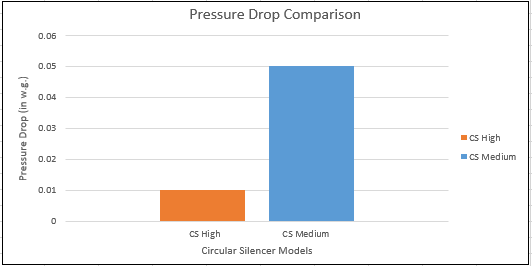 Pressure Drop Comparison
0.06
0.05
0.04
0.03
0.02
0.01
0
Pressure Drop (in w.g.)
CS High
CS Medium
Circular Silencer Models
CS High
CS Medium